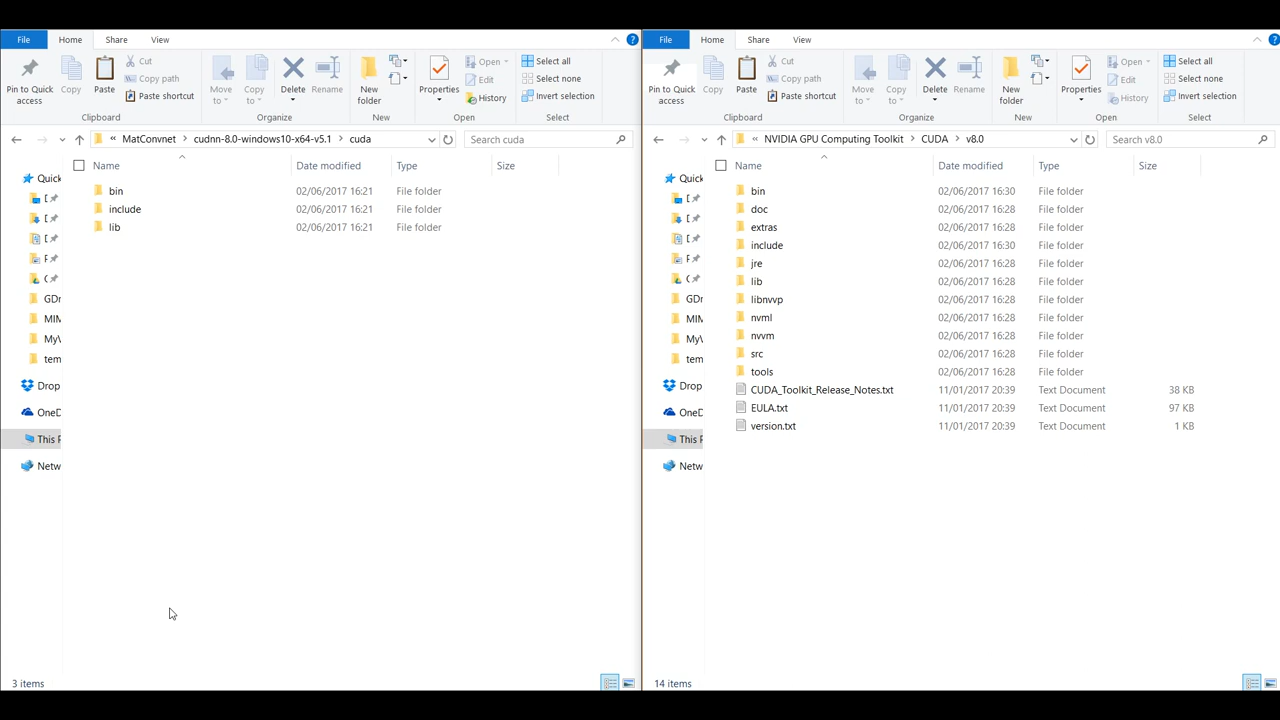 File Home Share View
Pin to Quick access
Copy
Paste
Cut
Copy path
Paste shortcut
Clipboard
Move to
Copy to
Delete
Rename
Organize
New folder
New
Properties
Open
Edit
History
Open
Select all
Select none
Invert selection
Select
« MatConvnet > cudnn-8.0-windows10-x64-v5.1 > cuda
Search cuda
Name Date modified Type Size
bin 02/06/2017 16:21 File folder
include 02/06/2017 16:21 File folder
lib 02/06/2017 16:21 File folder
Quick
GDr
MIM
MyV
tem
Drop
OneD
This P
Netw
3 items
File Home Share View
Pin to Quick access
Copy
Paste
Cut
Copy path
Paste shortcut
Clipboard
Move to
Copy to
Delete
Rename
Organize
New folder
New
Properties
Open
Edit
History
Open
Select all
Select none
Invert selection
Select
« NVIDIA GPU Computing Toolkit > CUDA > v8.0
Search v8.0
Name Date modified Type Size
bin 02/06/2017 16:30 File folder
doc 02/06/2017 16:28 File folder
extras 02/06/2017 16:28 File folder
include 02/06/2017 16:30 File folder
jre 02/06/2017 16:28 File folder
lib 02/06/2017 16:28 File folder
libnvvp 02/06/2017 16:28 File folder
nvml 02/06/2017 16:28 File folder
nvvm 02/06/2017 16:28 File folder
src 02/06/2017 16:28 File folder
tools 02/06/2017 16:28 File folder
CUDA_Toolkit_Release_Notes.txt 11/01/2017 20:39 Text Document 38 KB
EULA.txt 11/01/2017 20:39 Text Document 97 KB
version.txt 11/01/2017 20:39 Text Document 1 KB
Quick
GDr
MIM
MyV
tem
Drop
OneD
This P
Netw
14 items